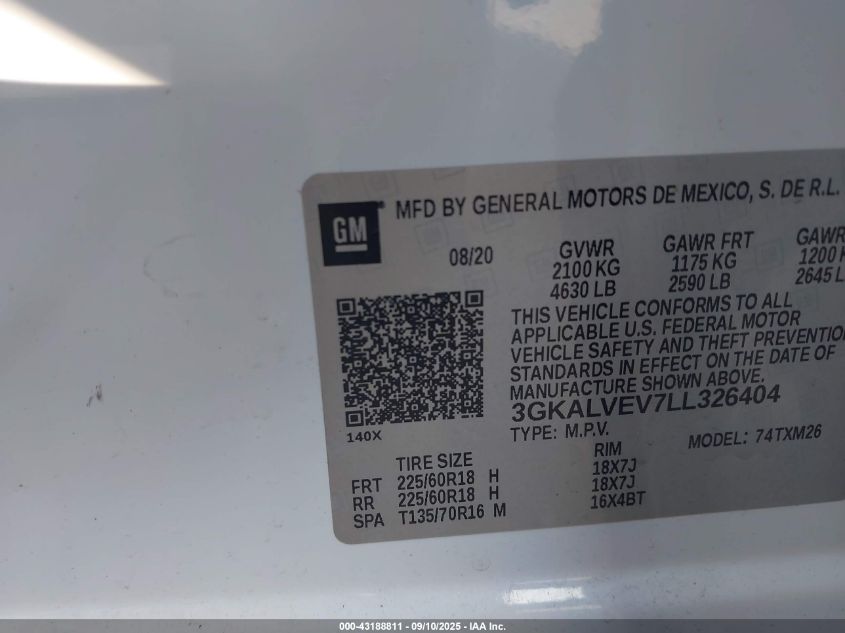 GM
MFD BY GENERAL MOTORS DE MEXICO, S. DE R.L.
08/20
GVWR
2100 KG
4630 LB
GAWR FRT
1175 KG
2590 LB
GAWR
1200 K
2645 L
THIS VEHICLE CONFORMS TO ALL
APPLICABLE U.S. FEDERAL MOTOR
VEHICLE SAFETY AND THEFT PREVENTION
STANDARDS IN EFFECT ON THE DATE OF
MANUFACTURE SHOWN ABOVE.
3GKALVEV7LL326404
TYPE: M.P.V.
MODEL: 74TXM26
140X
TIRE SIZE
RIM
FRT 225/60R18 H 18X7J
RR 225/60R18 H 18X7J
SPA T135/70R16 M 16X4BT
000-43188811 - 09/10/2025 - IAA Inc.